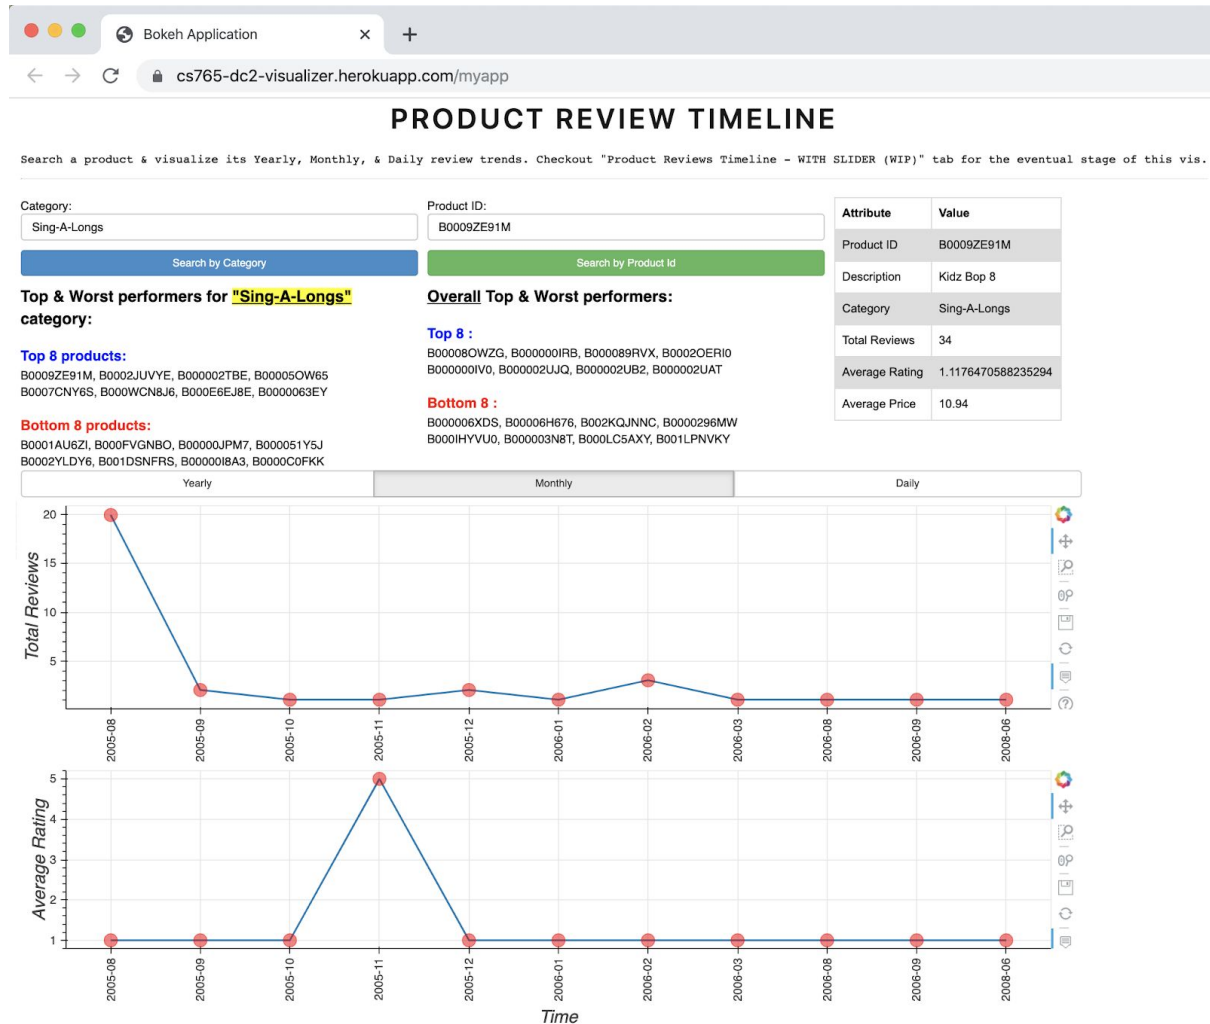 Bokeh Application
cs765-dc2-visualizer.herokuapp.com/myapp
PRODUCT REVIEW TIMELINE
Search a product & visualize its Yearly, Monthly, & Daily review trends. Checkout "Product Reviews Timeline - WITH SLIDER (WIP)" tab for the eventual stage of this vis.
Category:
Sing-A-Longs
Search by Category
Product ID:
B0009ZE91M
Search by Product Id
Attribute Value
Product ID B0009ZE91M
Description Kidz Bop 8
Category Sing-A-Longs
Total Reviews 34
Average Rating 1.1176470588235294
Average Price 10.94
Top & Worst performers for "Sing-A-Longs"
category:
Top 8 products:
B0009ZE91M, B0002JUVYE, B000002TBE, B00005OW65
B0007CNY6S, B000WCN8J6, B000E6EJ8E, B0000063EY
Bottom 8 products:
B0001AU6ZI, B000FVGNBO, B00000JPM7, B000051Y5J
B0002YLDY6, B001DSNFRS, B00000I8A3, B0000C0FKK
Overall Top & Worst performers:
Top 8 :
B00008OWZG, B000000IRB, B000089RVX, B0002OERI0
B000000IV0, B000002UJQ, B000002UB2, B000002UAT
Bottom 8 :
B000006XDS, B00006H676, B002KQJNNC, B0000296MW
B000IHYVU0, B000003N8T, B000LC5AXY, B001LPNVKY
Yearly Monthly Daily
Total Reviews
20
15
10
5
2005-08 2005-09 2005-10 2005-11 2005-12 2006-01 2006-02 2006-03 2006-08 2006-09 2008-06
Average Rating
5
4
3
2
1
2005-08 2005-09 2005-10 2005-11 2005-12 2006-01 2006-02 2006-03 2006-08 2006-09 2008-06
Time